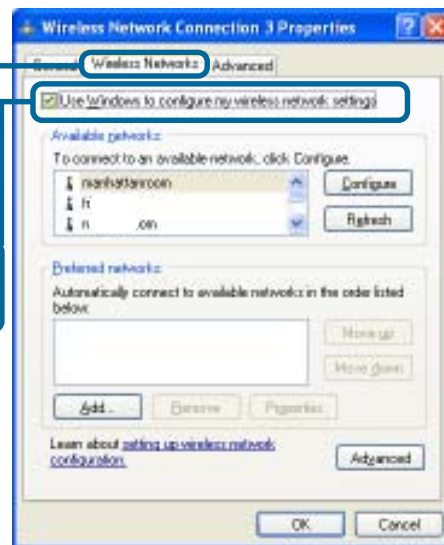 Wireless Network Connection 3 Properties
General Wireless Networks Advanced
Use Windows to configure my wireless network settings
Available networks:
To connect to an available network, click Configure.
manhattanroom
Configure
Refresh
Preferred networks:
Automatically connect to available networks in the order listed
below:
Move up
Move down
Add...
Remove
Properties
Learn about setting up wireless network
configuration.
Advanced
OK
Cancel